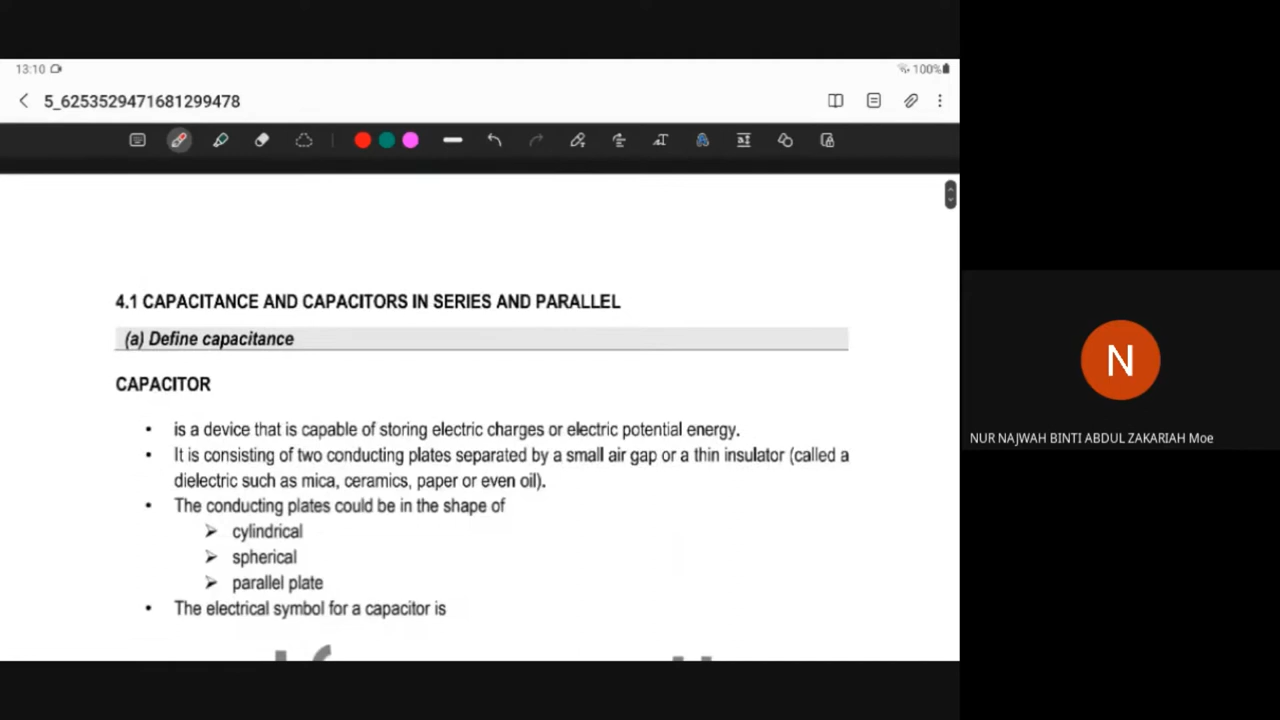 13:10
100%
5_6253529471681299478
4.1 CAPACITANCE AND CAPACITORS IN SERIES AND PARALLEL
(a) Define capacitance
CAPACITOR
• is a device that is capable of storing electric charges or electric potential energy.
• It is consisting of two conducting plates separated by a small air gap or a thin insulator (called a
dielectric such as mica, ceramics, paper or even oil).
• The conducting plates could be in the shape of
➢ cylindrical
➢ spherical
➢ parallel plate
• The electrical symbol for a capacitor is
N
NUR NAJWAH BINTI ABDUL ZAKARIAH Moe